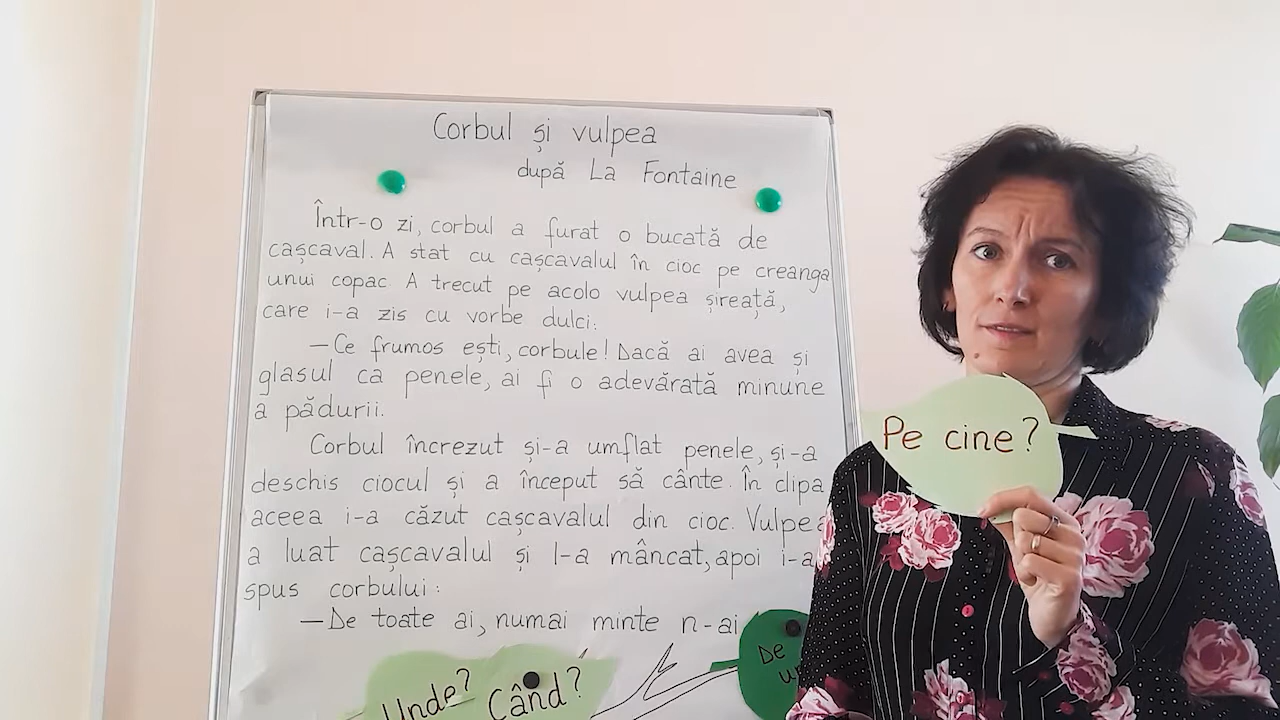 Corbul și vulpea
după La Fontaine
Într-o zi, corbul a furat o bucată de
cașcaval. A stat cu cașcavalul în cioc pe creanga
unui copac. A trecut pe acolo vulpea șireață,
care i-a zis cu vorbe dulci:
—Ce frumos ești, corbule! Dacă ai avea și
glasul ca penele, ai fi o adevărată minune
a pădurii.
Corbul încrezut și-a umflat penele, și-a
deschis ciocul și a început să cânte. În clipa
aceea i-a căzut cașcavalul din cioc. Vulpea
a luat cașcavalul și l-a mâncat, apoi i-a
spus corbului:
—De toate ai, numai minte n-ai
Pe cine?
Unde?
Când?
De